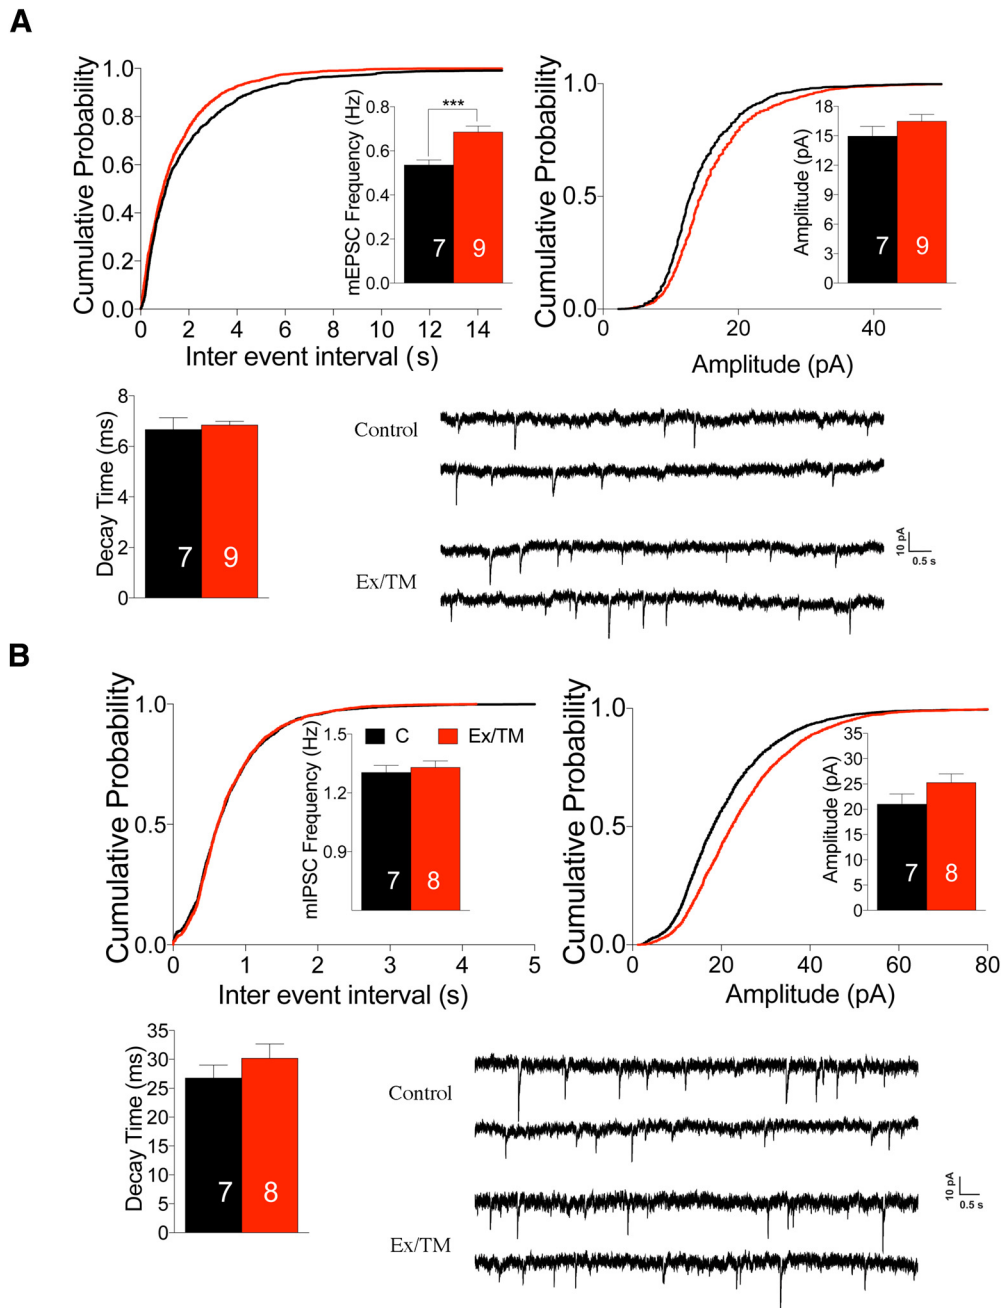 A
Cumulative Probability
1.0
0.8
0.6
0.4
0.2
0.0
0 2 4 6 8 10 12 14
Inter event interval (s)
mEPSC Frequency (Hz)
0.8
0.6
0.4
0.2
0.0
***
7 9
Cumulative Probability
1.0
0.5
0.0
0 20 40
Amplitude (pA)
Amplitude (pA)
18
15
12
9
6
3
0
7 9
Decay Time (ms)
8
6
4
2
0
7 9
Control
Ex/TM
10 pA
0.5 s
B
Cumulative Probability
1.0
0.5
0.0
0 1 2 3 4 5
Inter event interval (s)
mIPSC Frequency (Hz)
1.5
1.2
0.9
C Ex/TM
7 8
Cumulative Probability
1.0
0.5
0.0
0 20 40 60 80
Amplitude (pA)
Amplitude (pA)
35
30
25
20
15
10
5
0
7 8
Decay Time (ms)
35
30
25
20
15
10
5
0
7 8
Control
Ex/TM
10 pA
0.5 s